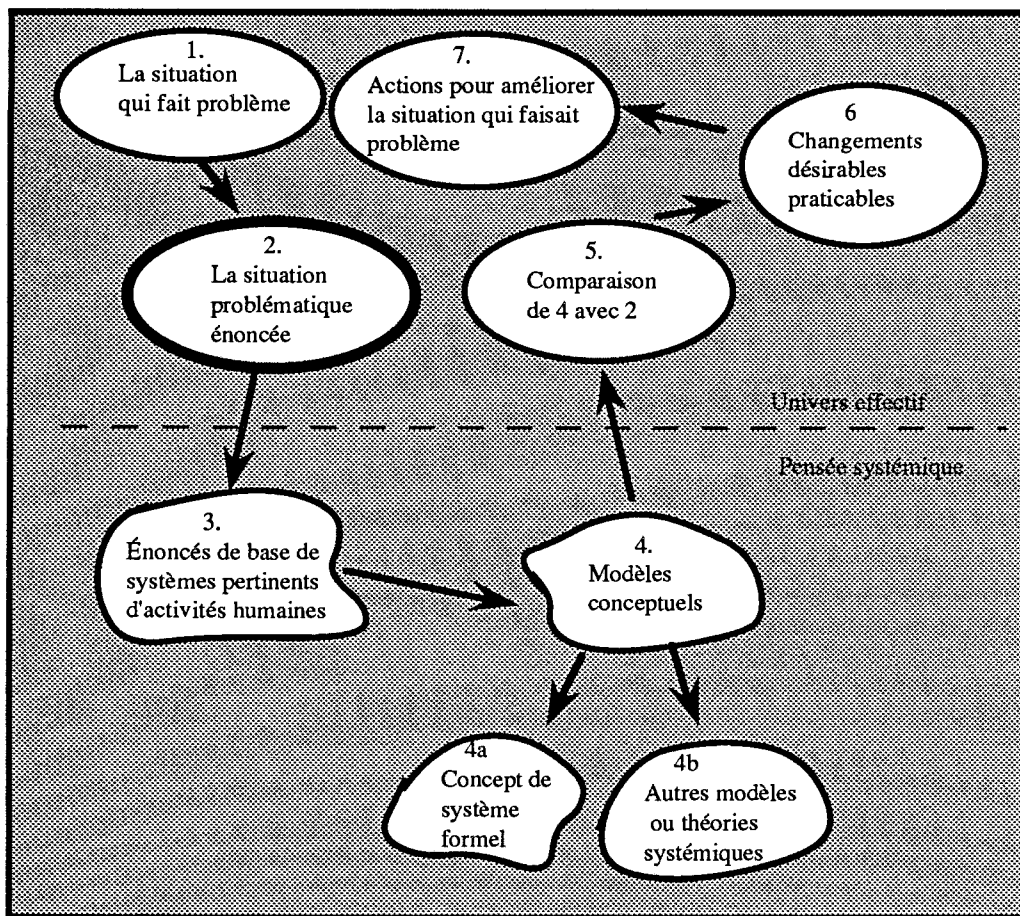 1.
La situation
qui fait problème
7.
Actions pour améliorer
la situation qui faisait
problème
6
Changements
désirables
praticables
2.
La situation
problématique
énoncée
5.
Comparaison
de 4 avec 2
Univers effectif
Pensée systémique
3.
Énoncés de base de
systèmes pertinents
d'activités humaines
4.
Modèles
conceptuels
4a
Concept de
système
formel
4b
Autres modèles
ou théories
systémiques